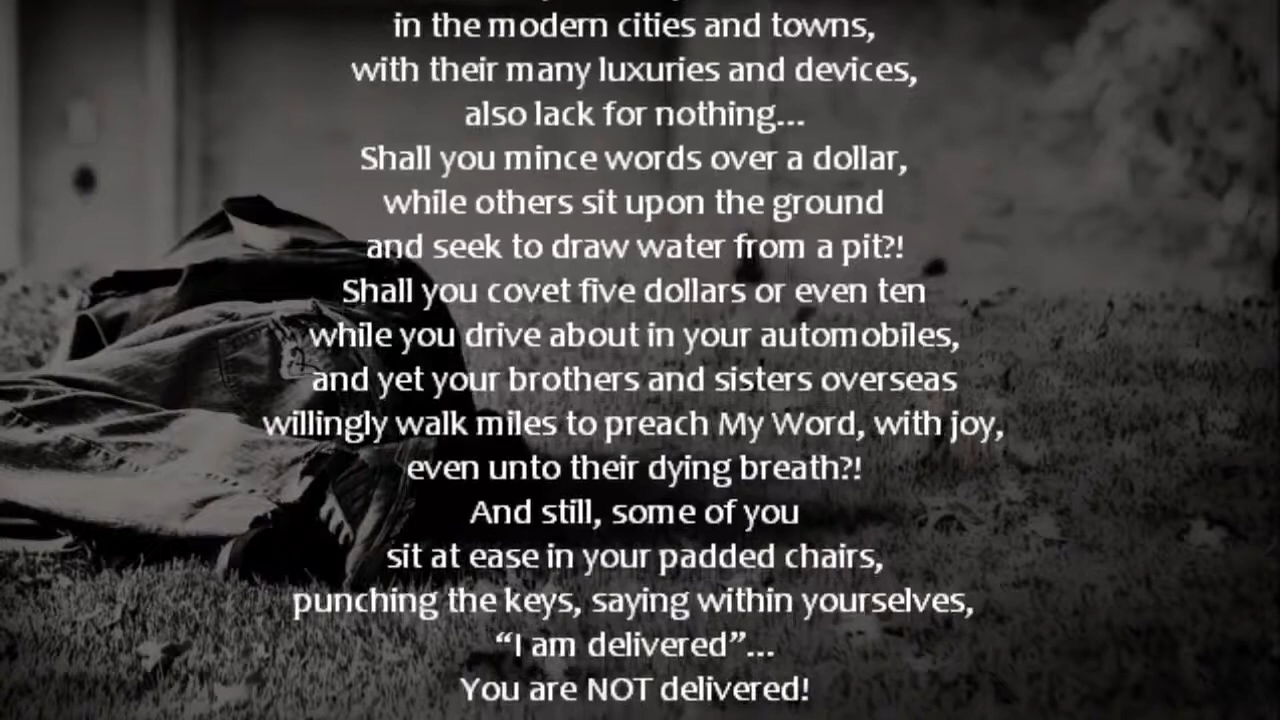 in the modern cities and towns,
with their many luxuries and devices,
also lack for nothing...
Shall you mince words over a dollar,
while others sit upon the ground
and seek to draw water from a pit?!
Shall you covet five dollars or even ten
while you drive about in your automobiles,
and yet your brothers and sisters overseas
willingly walk miles to preach My Word, with joy,
even unto their dying breath?!
And still, some of you
sit at ease in your padded chairs,
punching the keys, saying within yourselves,
“I am delivered”...
You are NOT delivered!